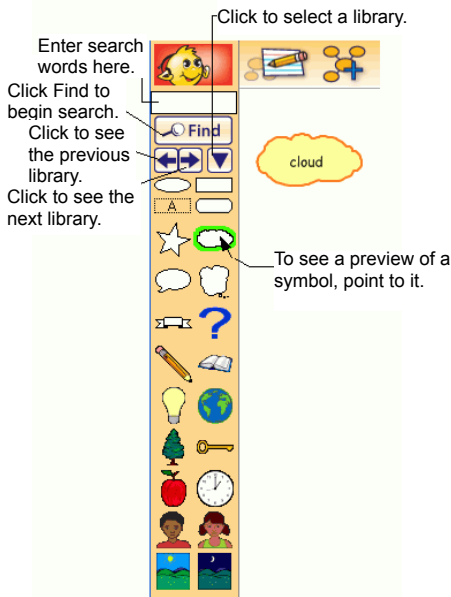 Click to select a library.
Enter search
words here.
Click Find to
begin search.
Find
Click to see
the previous
library.
cloud
Click to see the
next library.
A
To see a preview of a
symbol, point to it.
?